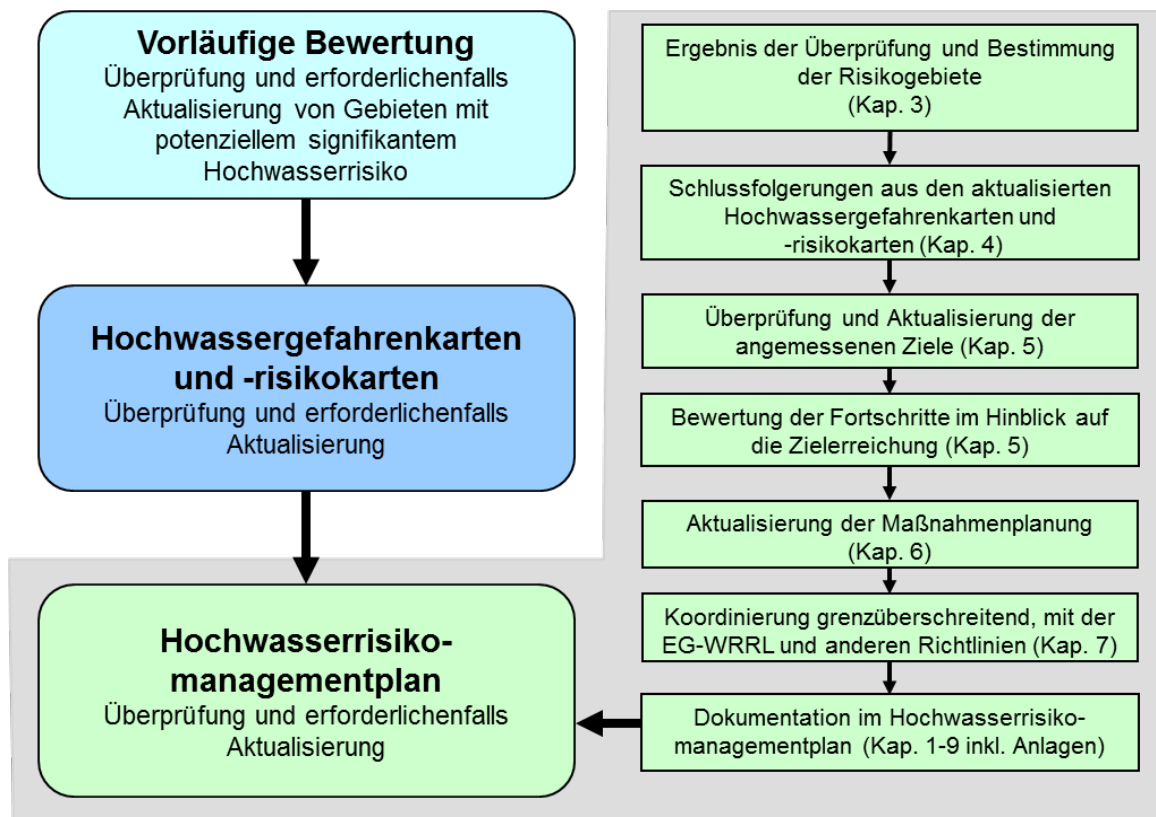 Vorläufige Bewertung
Überprüfung und erforderlichenfalls
Aktualisierung von Gebieten mit
potenziellem signifikantem
Hochwasserrisiko
Hochwassergefahrenkarten
und -risikokarten
Überprüfung und erforderlichenfalls
Aktualisierung
Hochwasserrisiko-
managementplan
Überprüfung und erforderlichenfalls
Aktualisierung
Ergebnis der Überprüfung und Bestimmung
der Risikogebiete
(Kap. 3)
Schlussfolgerungen aus den aktualisierten
Hochwassergefahrenkarten und
-risikokarten (Kap. 4)
Überprüfung und Aktualisierung der
angemessenen Ziele (Kap. 5)
Bewertung der Fortschritte im Hinblick auf
die Zielerreichung (Kap. 5)
Aktualisierung der Maßnahmenplanung
(Kap. 6)
Koordinierung grenzüberschreitend, mit der
EG-WRRL und anderen Richtlinien (Kap. 7)
Dokumentation im Hochwasserrisiko-
managementplan (Kap. 1-9 inkl. Anlagen)